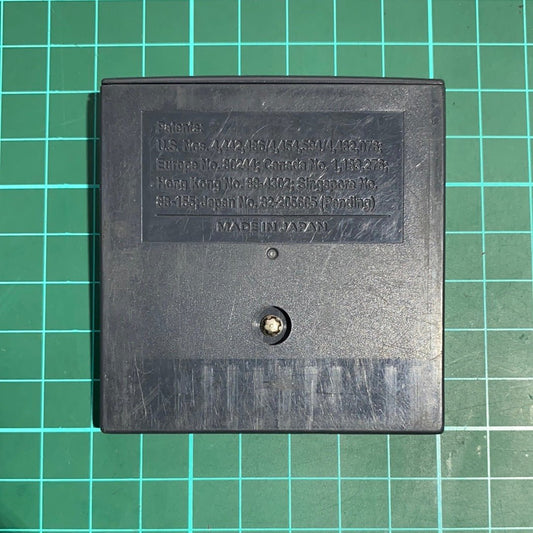 Patents:
U.S. Nos. 4,442,486/4,454,594/4,462,076;
Europe No. 80244; Canada No. 1,183,276;
Hong Kong No. 88-4302; Singapore No.
88-155; Japan No. 82-205605 (Pending)
MADE IN JAPAN